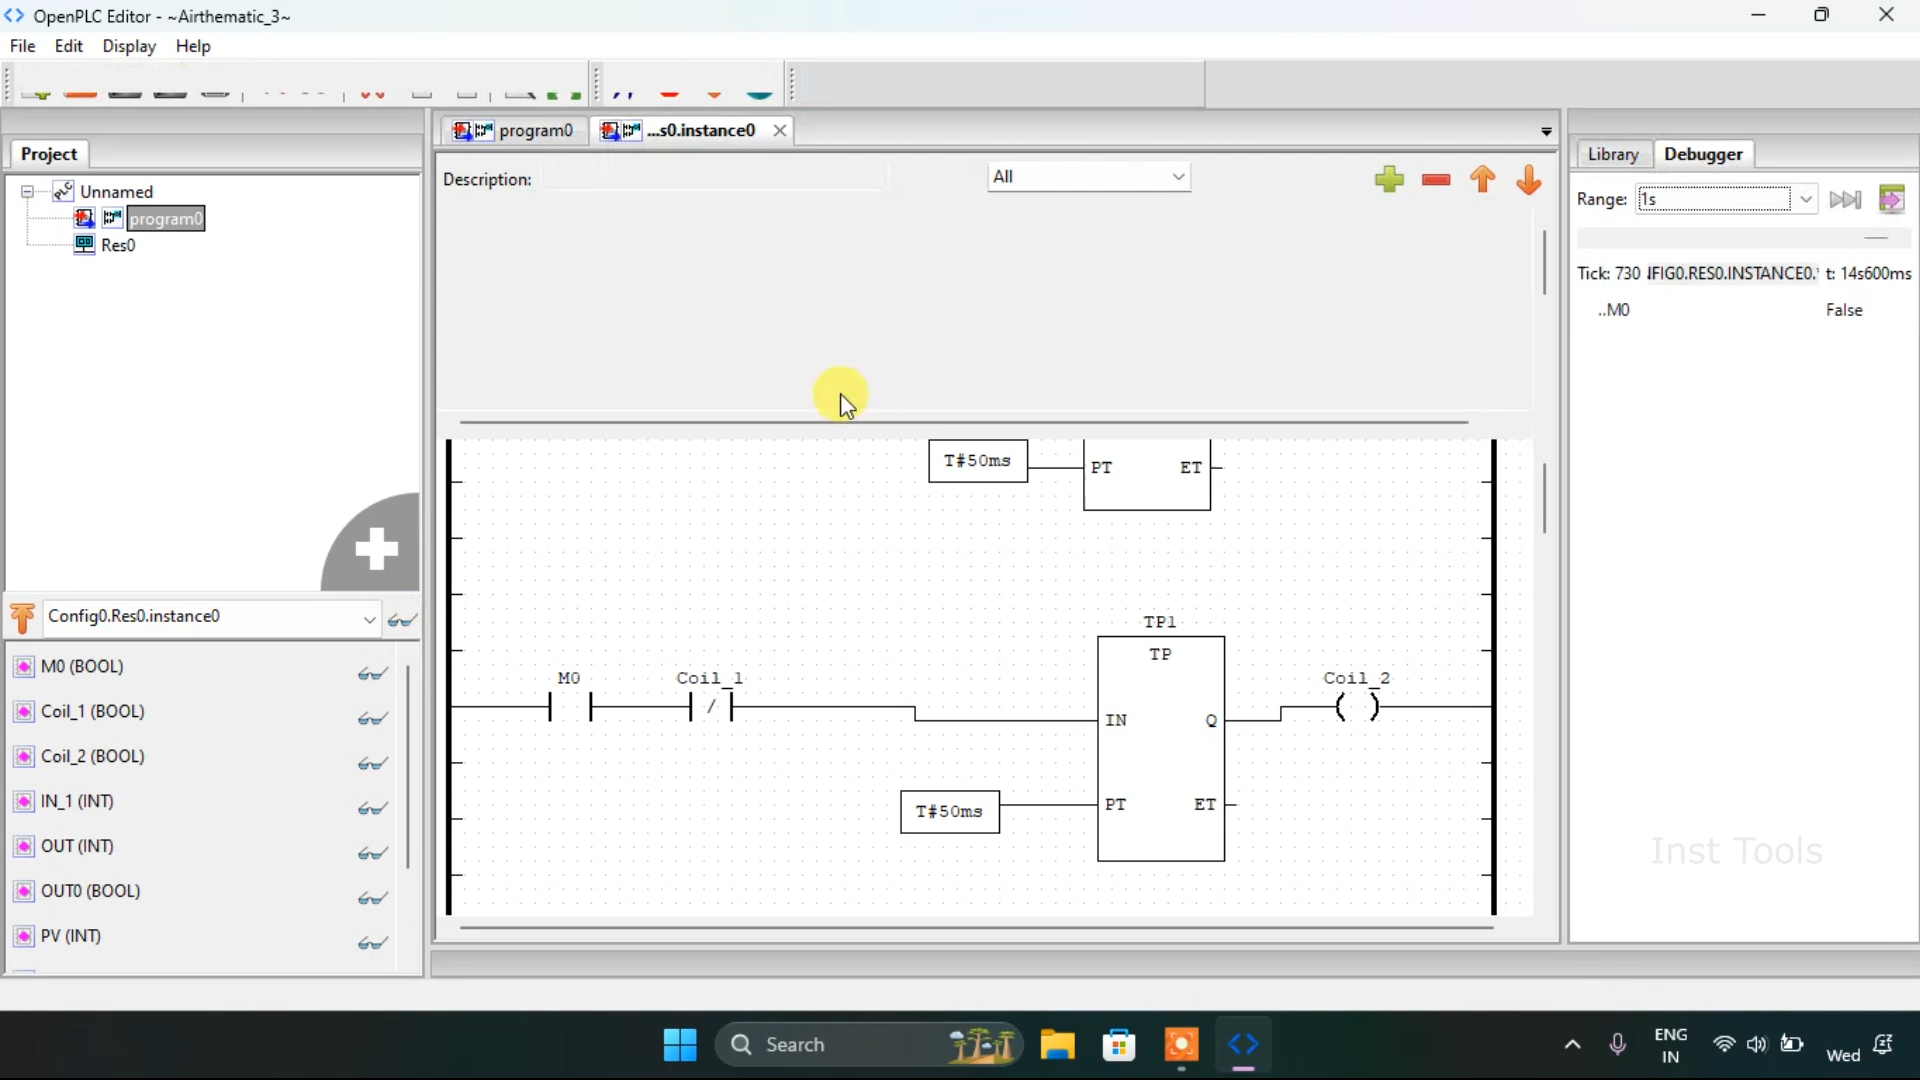 OpenPLC Editor - ~Airthematic_3~
File Edit Display Help
Project
program0
...s0.instance0
Library
Debugger
Unnamed
program0
Res0
Description:
All
Range:
1s
Tick: 730
IFIG0.RES0.INSTANCE0.*
t: 14s600ms
..M0
False
T#50ms
PT
ET
TP1
TP
M0
Coil_1
/
IN
Q
Coil_2
T#50ms
PT
ET
Config0.Res0.instance0
M0 (BOOL)
Coil_1 (BOOL)
Coil_2 (BOOL)
IN_1 (INT)
OUT (INT)
OUT0 (BOOL)
PV (INT)
Inst Tools
Search
ENG
IN
Wed